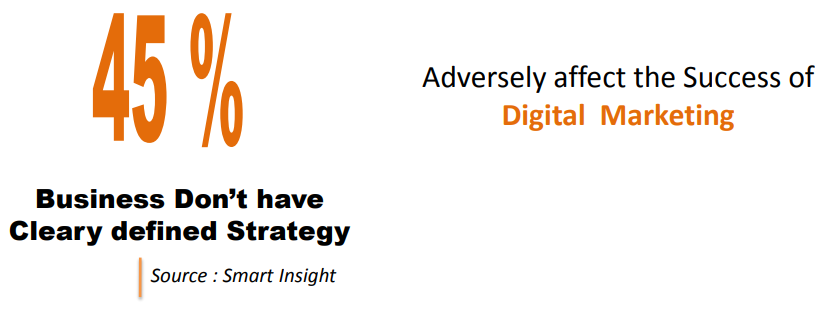 45 %
Business Don’t have
Cleary defined Strategy
Source : Smart Insight
Adversely affect the Success of
Digital Marketing